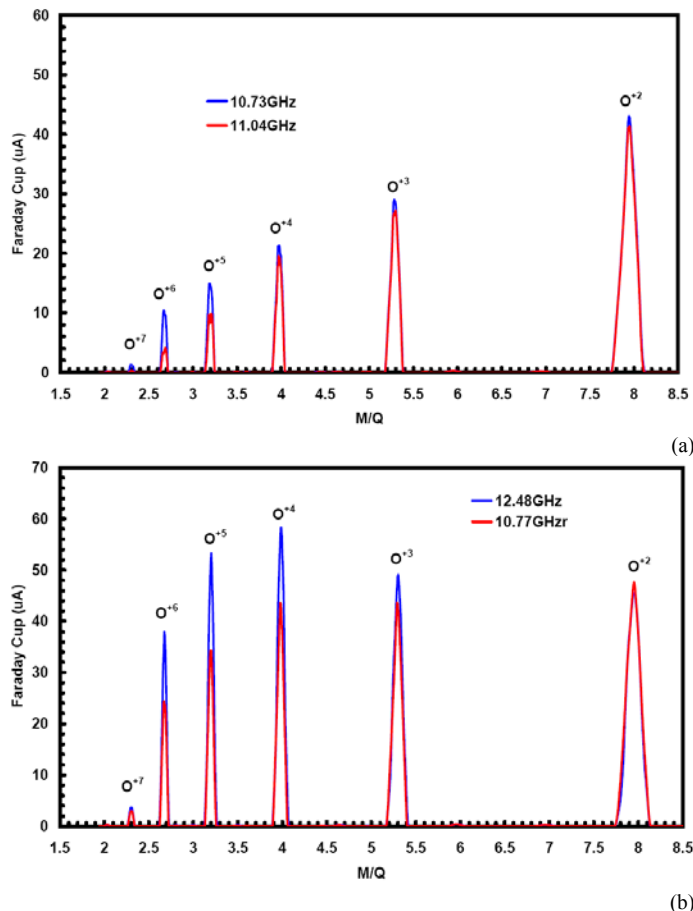 60
50
40
30
20
10
0
Faraday Cup (uA)
10.73GHz
11.04GHz
O+7
O+6
O+5
O+4
O+3
O+2
1.5 2 2.5 3 3.5 4 4.5 5 5.5 6 6.5 7 7.5 8 8.5
M/Q
(a)
70
60
50
40
30
20
10
0
Faraday Cup (uA)
12.48GHz
10.77GHzr
O+7
O+6
O+5
O+4
O+3
O+2
1.5 2 2.5 3 3.5 4 4.5 5 5.5 6 6.5 7 7.5 8 8.5
M/Q
(b)